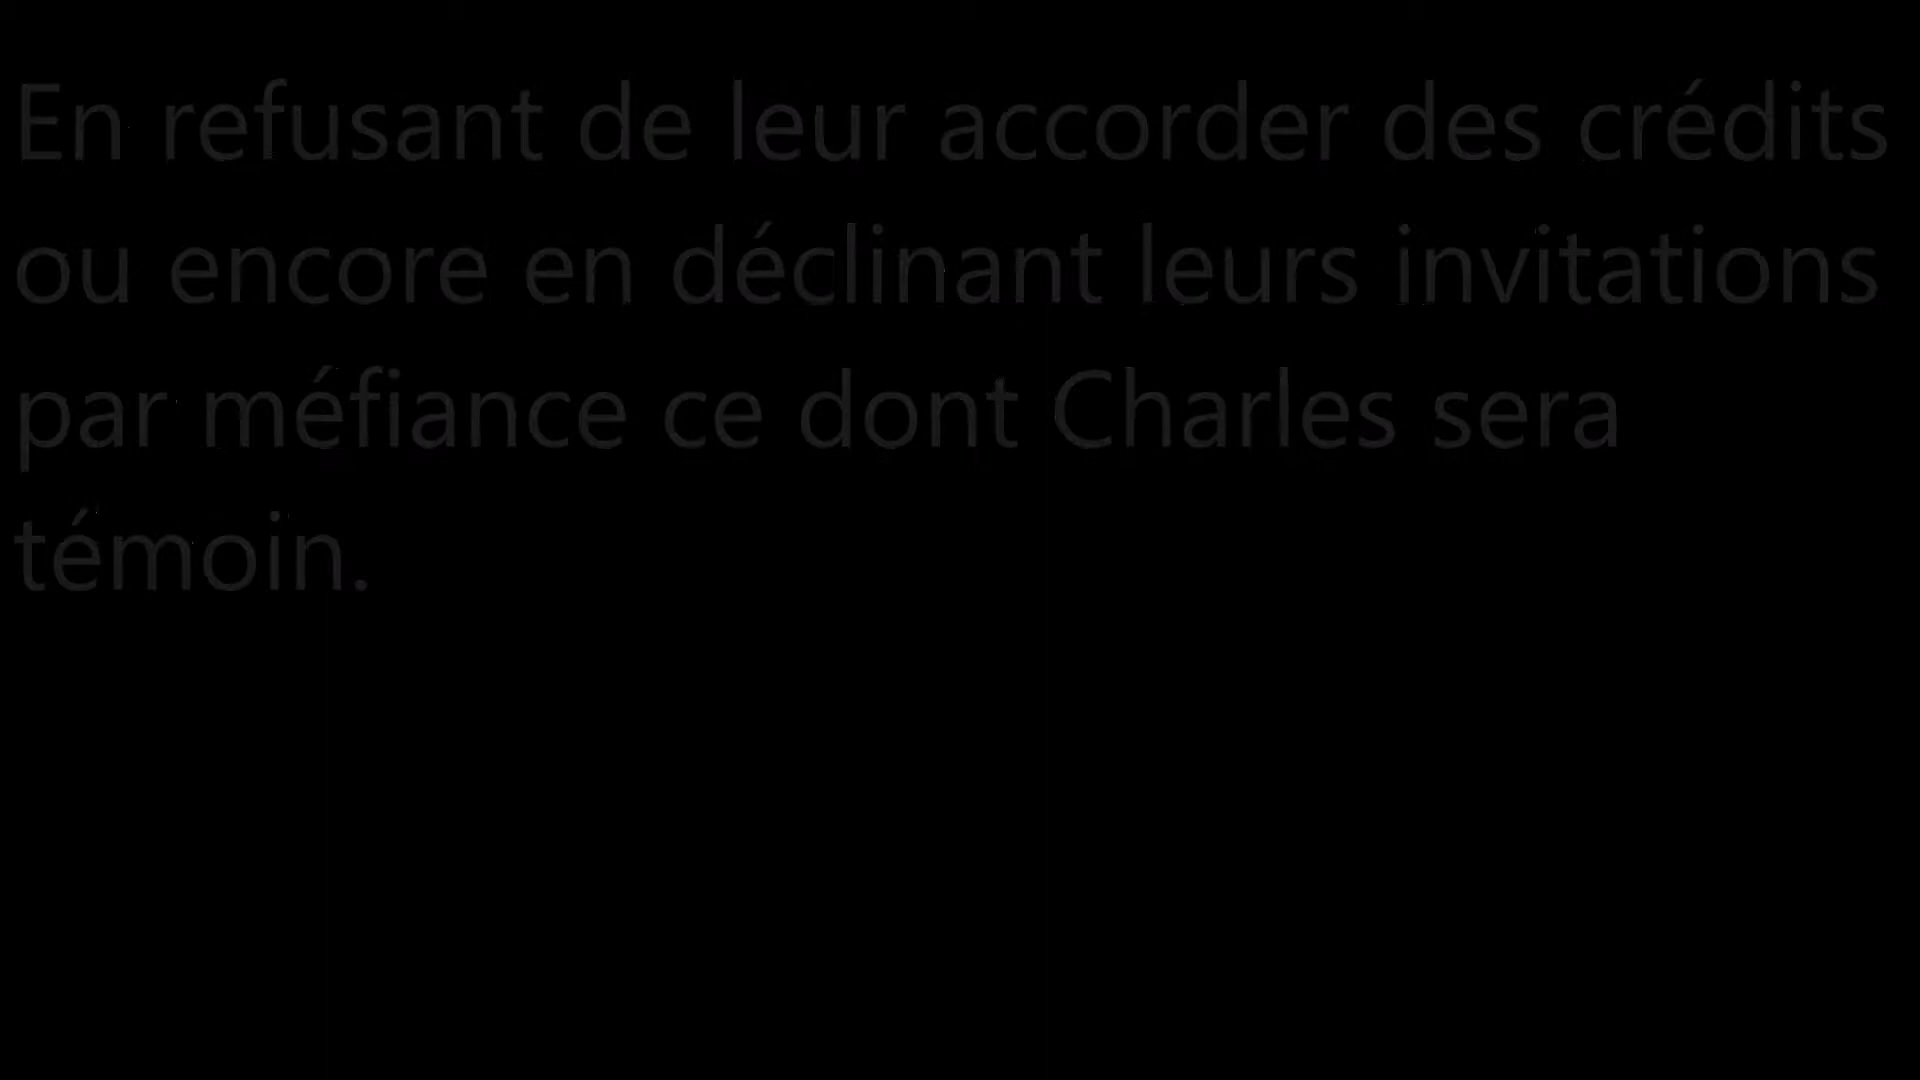 En refusant de leur accorder des crédits
ou encore en déclinant leurs invitations
par méfiance ce dont Charles sera
témoin.